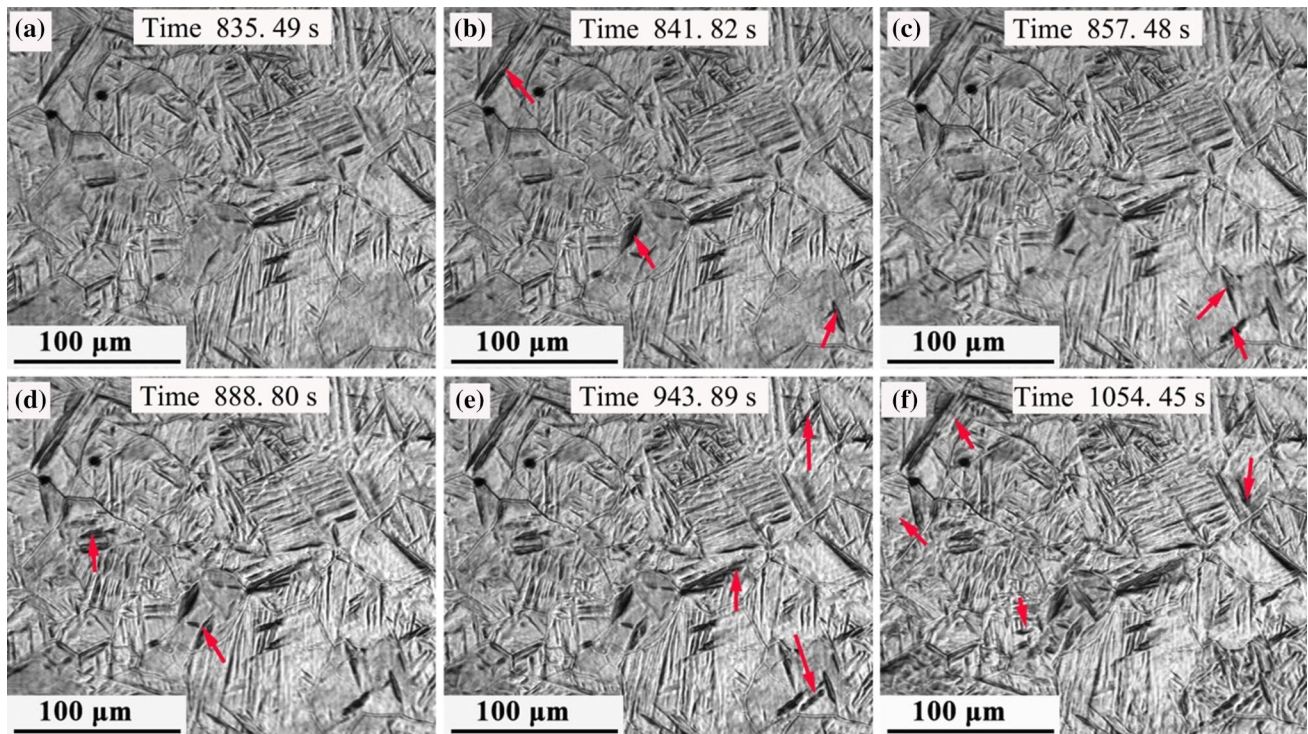 (a) Time 835. 49 s
(b) Time 841. 82 s
(c) Time 857. 48 s
100 µm
100 µm
100 µm
(d) Time 888. 80 s
(e) Time 943. 89 s
(f) Time 1054. 45 s
100 µm
100 µm
100 µm